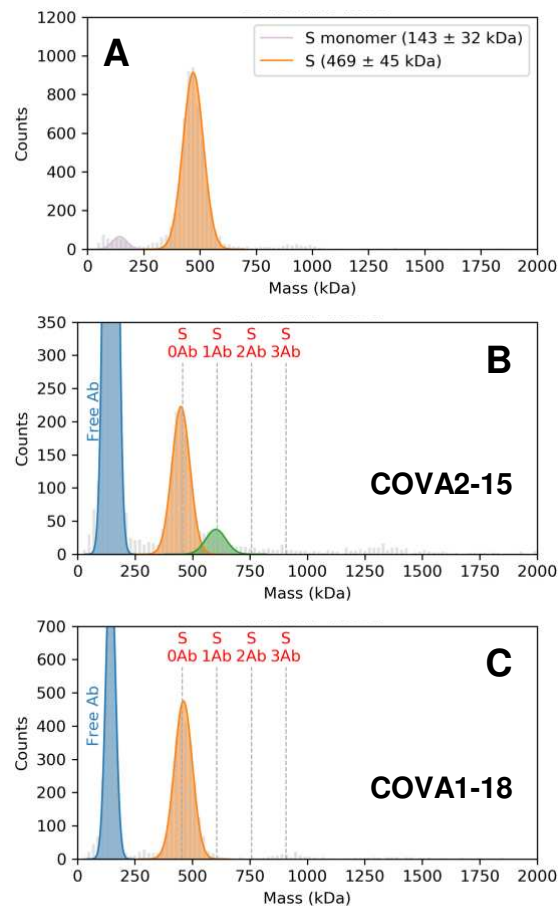 A
S monomer (143 ± 32 kDa)
S (469 ± 45 kDa)
1200
1000
800
600
400
200
0
Counts
0 250 500 750 1000 1250 1500 1750 2000
Mass (kDa)
B
S S S S
0Ab 1Ab 2Ab 3Ab
Free Ab
COVA2-15
350
300
250
200
150
100
50
0
Counts
0 250 500 750 1000 1250 1500 1750 2000
Mass (kDa)
C
S S S S
0Ab 1Ab 2Ab 3Ab
Free Ab
COVA1-18
700
600
500
400
300
200
100
0
Counts
0 250 500 750 1000 1250 1500 1750 2000
Mass (kDa)